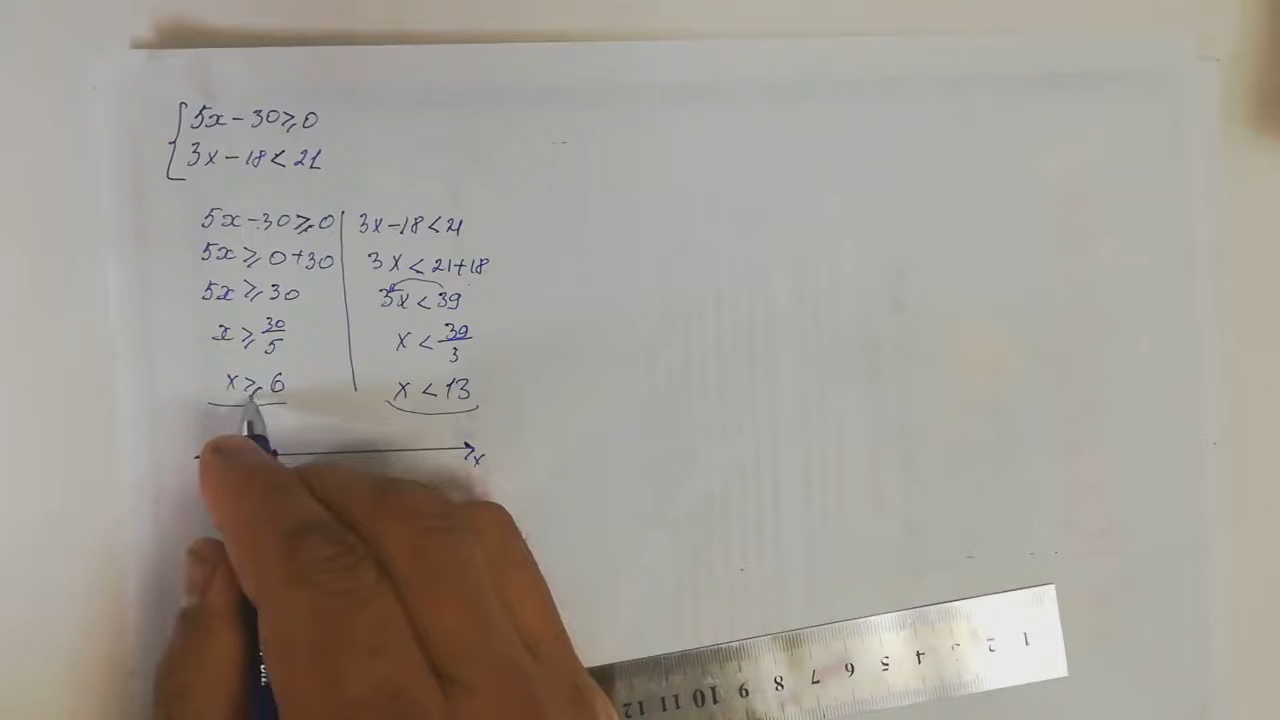 5x - 30 ≥ 0
3x - 18 < 21
5x - 30 ≥ 0 | 3x - 18 < 21
5x ≥ 0 + 30 | 3x < 21 + 18
5x ≥ 30 | 3x < 39
x ≥ 30/5 | x < 39/3
x ≥ 6 | x < 13
x
12 11 10 9 8 7 6 5 4 3 2 1